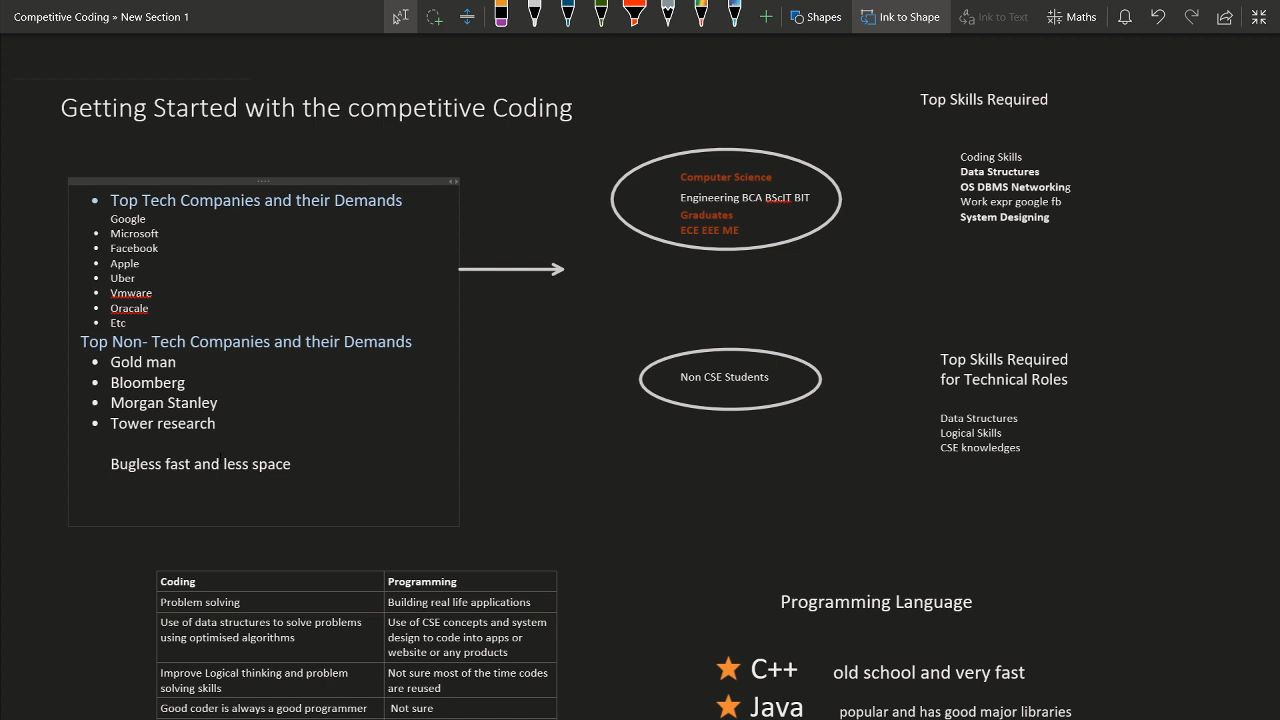 Competitive Coding » New Section 1
Shapes
Ink to Shape
Ink to Text
Maths
Getting Started with the competitive Coding
Top Tech Companies and their Demands
Google
Microsoft
Facebook
Apple
Uber
Vmware
Oracale
Etc
Top Non- Tech Companies and their Demands
Gold man
Bloomberg
Morgan Stanley
Tower research
Bugless fast and less space
Computer Science
Engineering BCA BScIT BIT
Graduates
ECE EEE ME
Top Skills Required
Coding Skills
Data Structures
OS DBMS Networking
Work expr google fb
System Designing
Non CSE Students
Top Skills Required
for Technical Roles
Data Structures
Logical Skills
CSE knowledges
Coding
Programming
Problem solving
Building real life applications
Use of data structures to solve problems
using optimised algorithms
Use of CSE concepts and system
design to code into apps or
website or any products
Improve Logical thinking and problem
solving skills
Not sure most of the time codes
are reused
Good coder is always a good programmer
Not sure
Programming Language
C++ old school and very fast
Java popular and has good major libraries